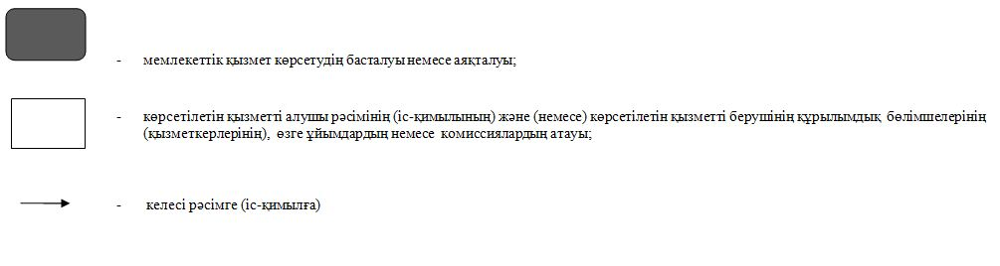 - мемлекеттік қызмет көрсетудің басталуы немесе аяқталуы;
- көрсетілетін қызметті алушы рәсімінің (іс-қимылының) және (немесе) көрсетілетін қызметті берушінің құрылымдық бөлімшелерінің
(қызметкерлерінің), өзге ұйымдардың немесе комиссиялардың атауы;
- келесі рәсімге (іс-қимылға)